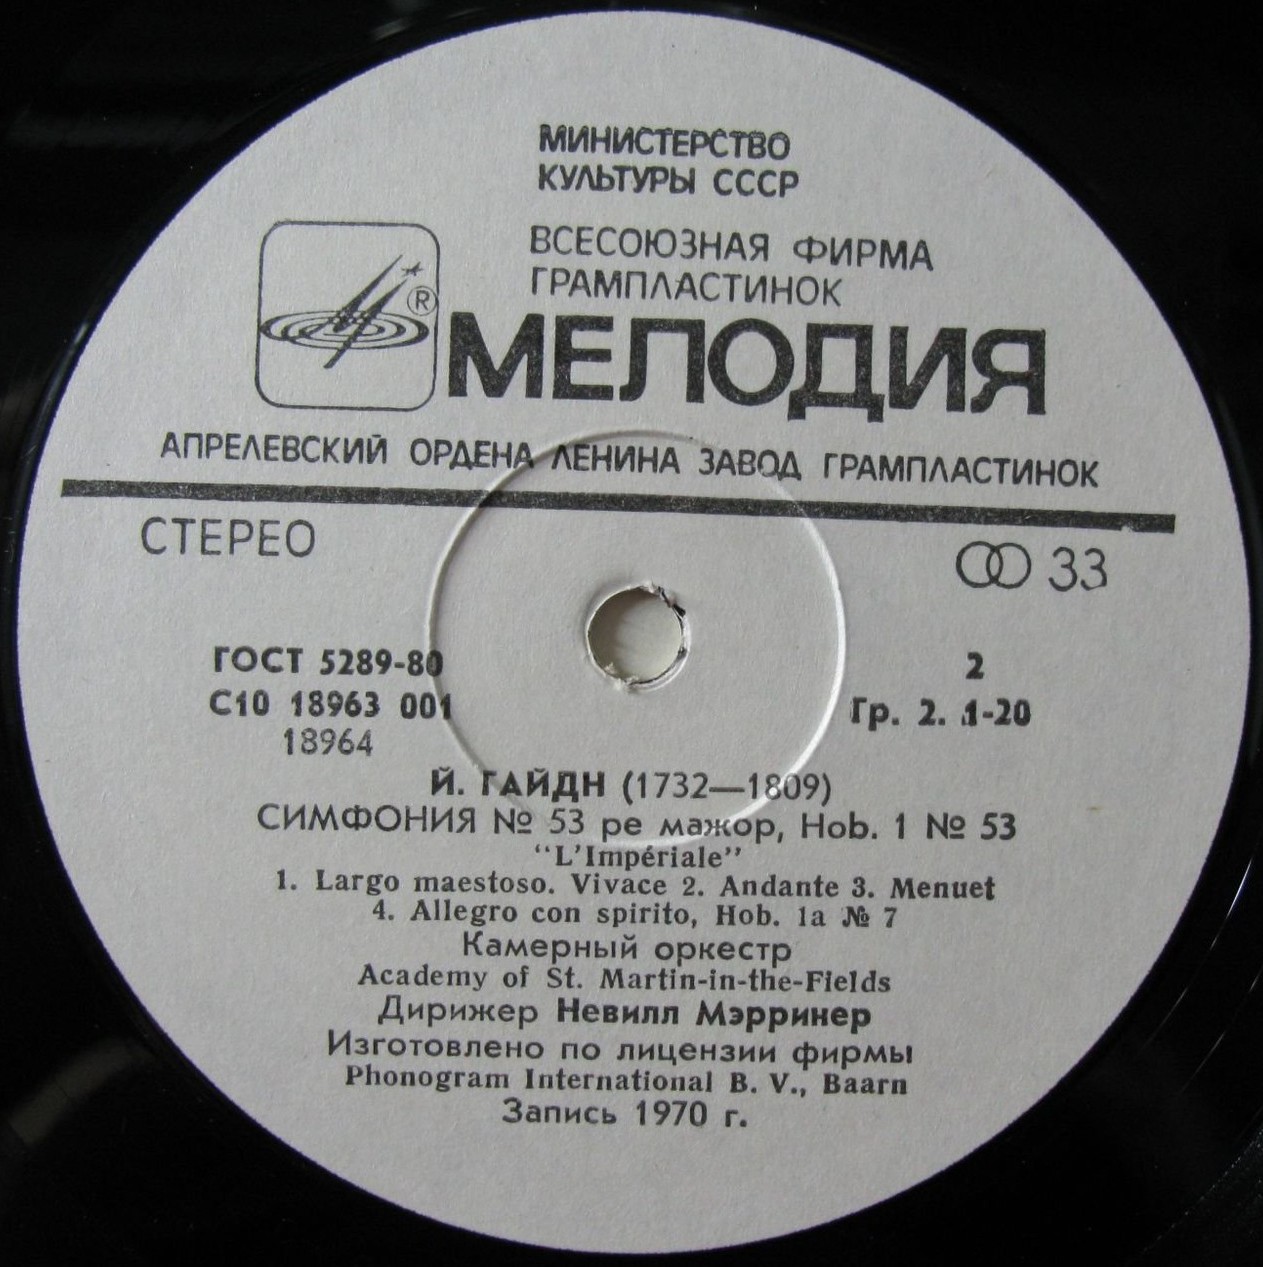 МИНИСТЕРСТВО
КУЛЬТУРЫ СССР
ВСЕСОЮЗНАЯ ФИРМА
ГРАМПЛАСТИНОК
®
МЕЛОДИЯ
АПРЕЛЕВСКИЙ ОРДЕНА ЛЕНИНА ЗАВОД ГРАМПЛАСТИНОК
СТЕРЕО
33
ГОСТ 5289-80
2
С10 18963 001
Гр. 2. 1-20
18964
Й. ГАЙДН (1732—1809)
СИМФОНИЯ № 53 ре мажор, Hob. 1 № 53
“L’Impériale”
1. Largo maestoso. Vivace 2. Andante 3. Menuet
4. Allegro con spirito, Hob. 1a № 7
Камерный оркестр
Academy of St. Martin-in-the-Fields
Дирижер Невилл Мэрринер
Изготовлено по лицензии фирмы
Phonogram International B. V., Baarn
Запись 1970 г.